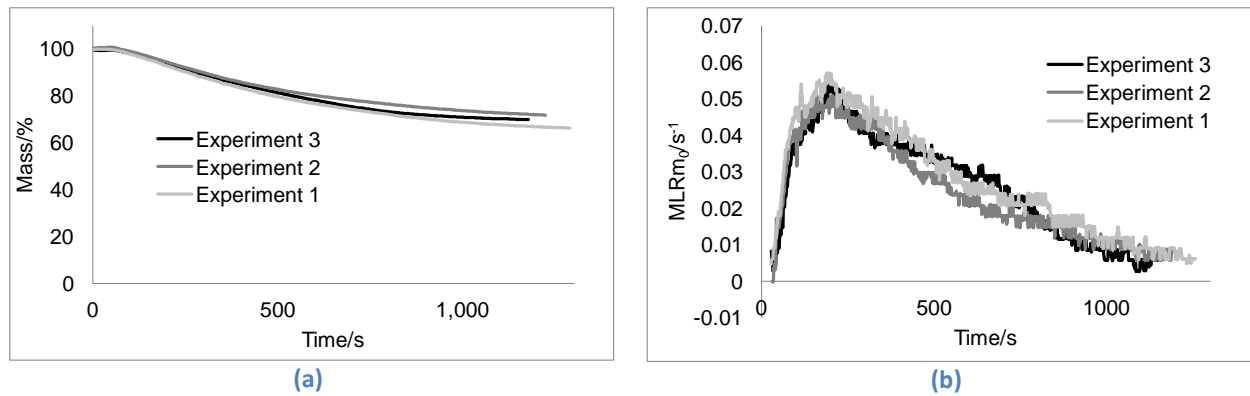 100
80
60
40
20
0
Mass/%
Experiment 3
Experiment 2
Experiment 1
0
500
1,000
Time/s
(a)
0.07
0.06
0.05
0.04
0.03
0.02
0.01
0
-0.01
MLRm₀/s⁻¹
Experiment 3
Experiment 2
Experiment 1
0
500
1000
Time/s
(b)